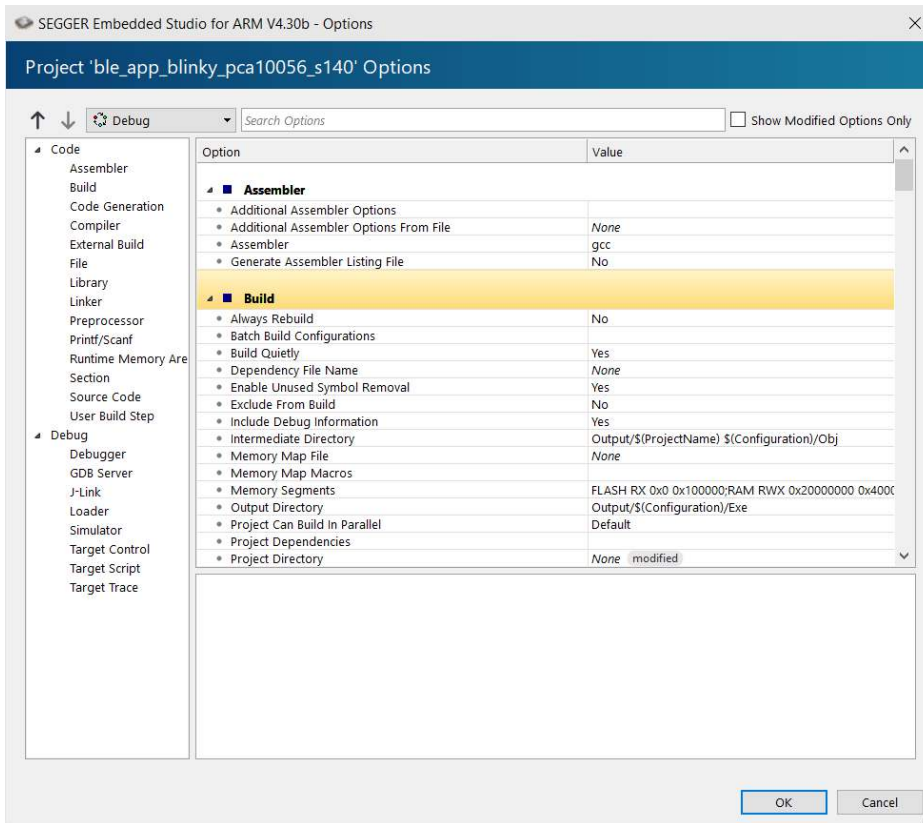 SEGGER Embedded Studio for ARM V4.30b - Options
Project 'ble_app_blinky_pca10056_s140' Options
Debug
Search Options
Show Modified Options Only
Code
Assembler
Build
Code Generation
Compiler
External Build
File
Library
Linker
Preprocessor
Printf/Scanf
Runtime Memory Are
Section
Source Code
User Build Step
Debug
Debugger
GDB Server
J-Link
Loader
Simulator
Target Control
Target Script
Target Trace
Option Value
Assembler
Additional Assembler Options
Additional Assembler Options From File None
Assembler gcc
Generate Assembler Listing File No
Build
Always Rebuild No
Batch Build Configurations
Build Quietly Yes
Dependency File Name None
Enable Unused Symbol Removal Yes
Exclude From Build No
Include Debug Information Yes
Intermediate Directory Output/$(ProjectName) $(Configuration)/Obj
Memory Map File None
Memory Map Macros
Memory Segments FLASH RX 0x0 0x100000;RAM RWX 0x20000000 0x400
Output Directory Output/$(Configuration)/Exe
Project Can Build In Parallel Default
Project Dependencies
Project Directory None modified
OK Cancel